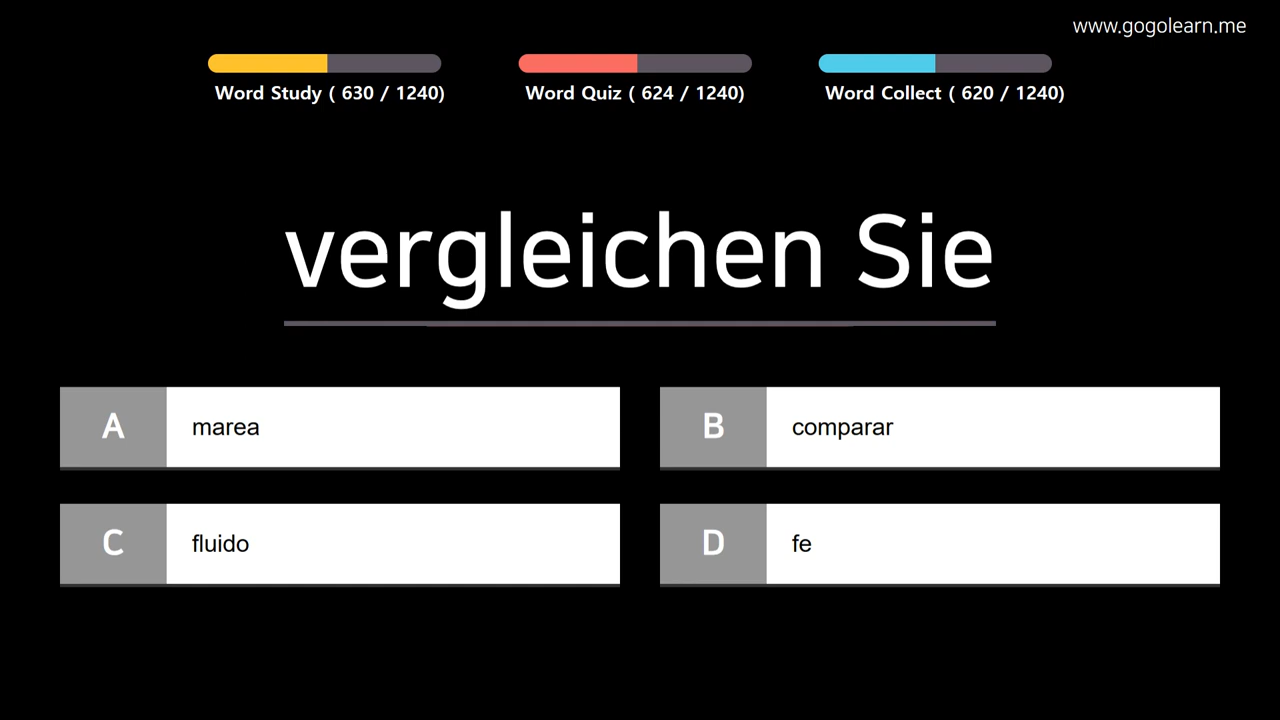 www.gogolearn.me
Word Study ( 630 / 1240)
Word Quiz ( 624 / 1240)
Word Collect ( 620 / 1240)
vergleichen Sie
A marea
B comparar
C fluido
D fe